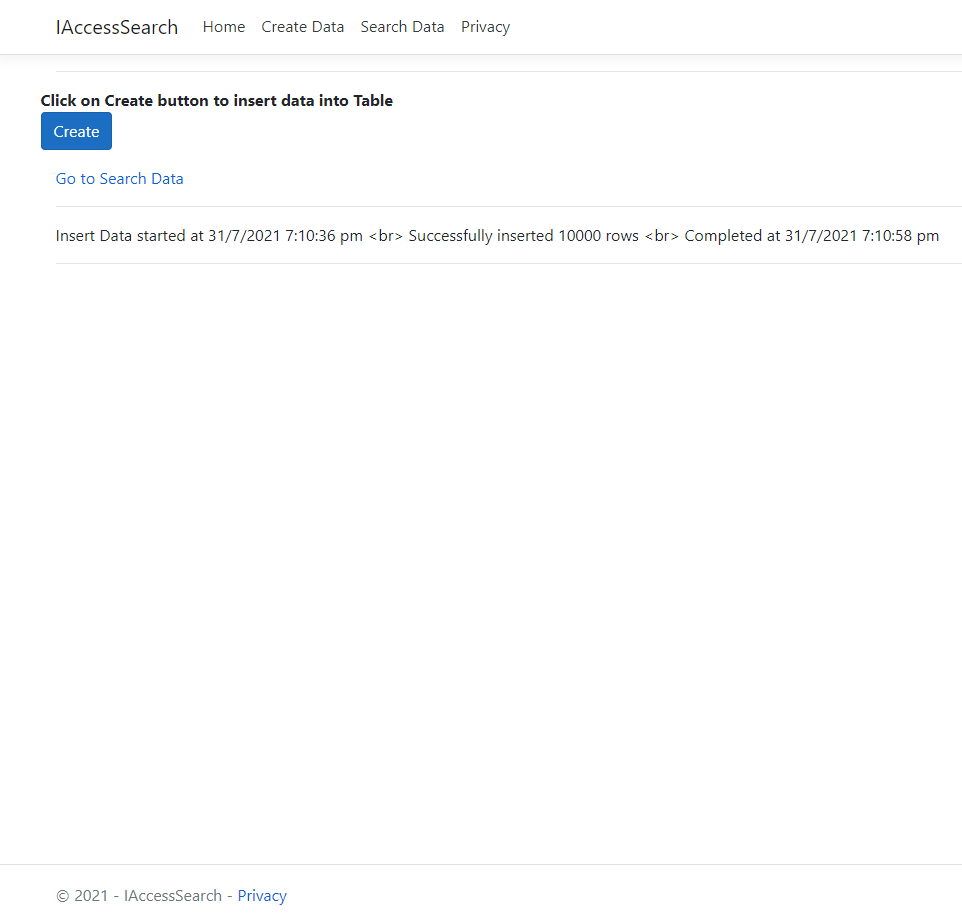 IAccessSearch Home Create Data Search Data Privacy
Click on Create button to insert data into Table
Create
Go to Search Data
Insert Data started at 31/7/2021 7:10:36 pm <br> Successfully inserted 10000 rows <br> Completed at 31/7/2021 7:10:58 pm
© 2021 - IAccessSearch - Privacy